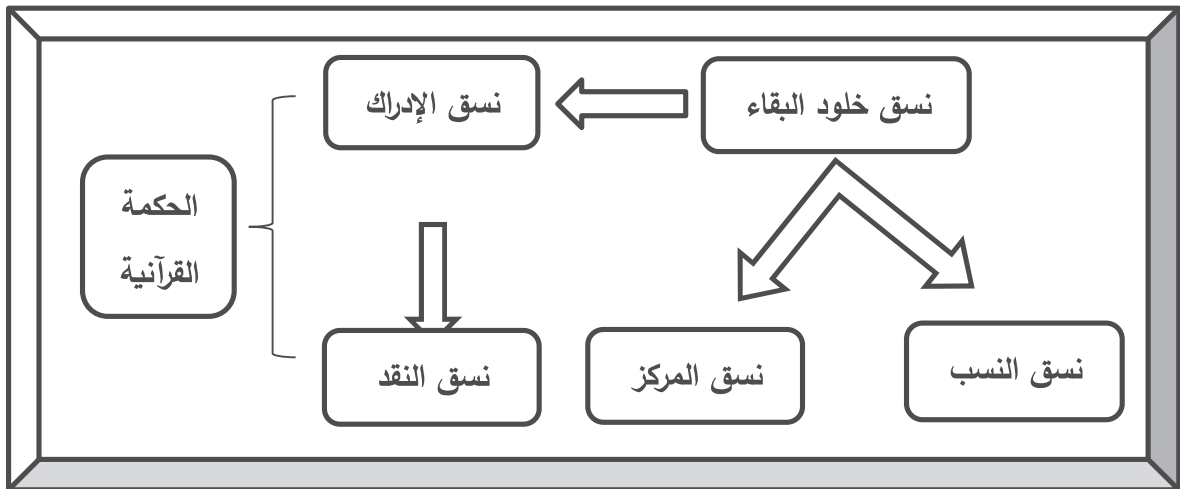 نسق خلود البقاء
نسق الإدراك
الحكمة
القرآنية
نسق النسب
نسق المركز
نسق النقد